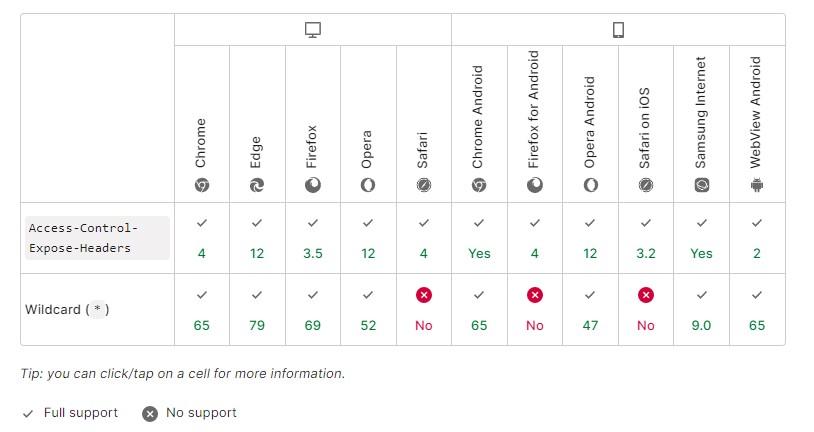 Chrome
Edge
Firefox
Opera
Safari
Chrome Android
Firefox for Android
Opera Android
Safari on iOS
Samsung Internet
WebView Android
Access-Control-
Expose-Headers
4 12 3.5 12 4 Yes 4 12 3.2 Yes 2
Wildcard (*)
65 79 69 52 No 65 No 47 No 9.0 65
Tip: you can click/tap on a cell for more information.
Full support No support